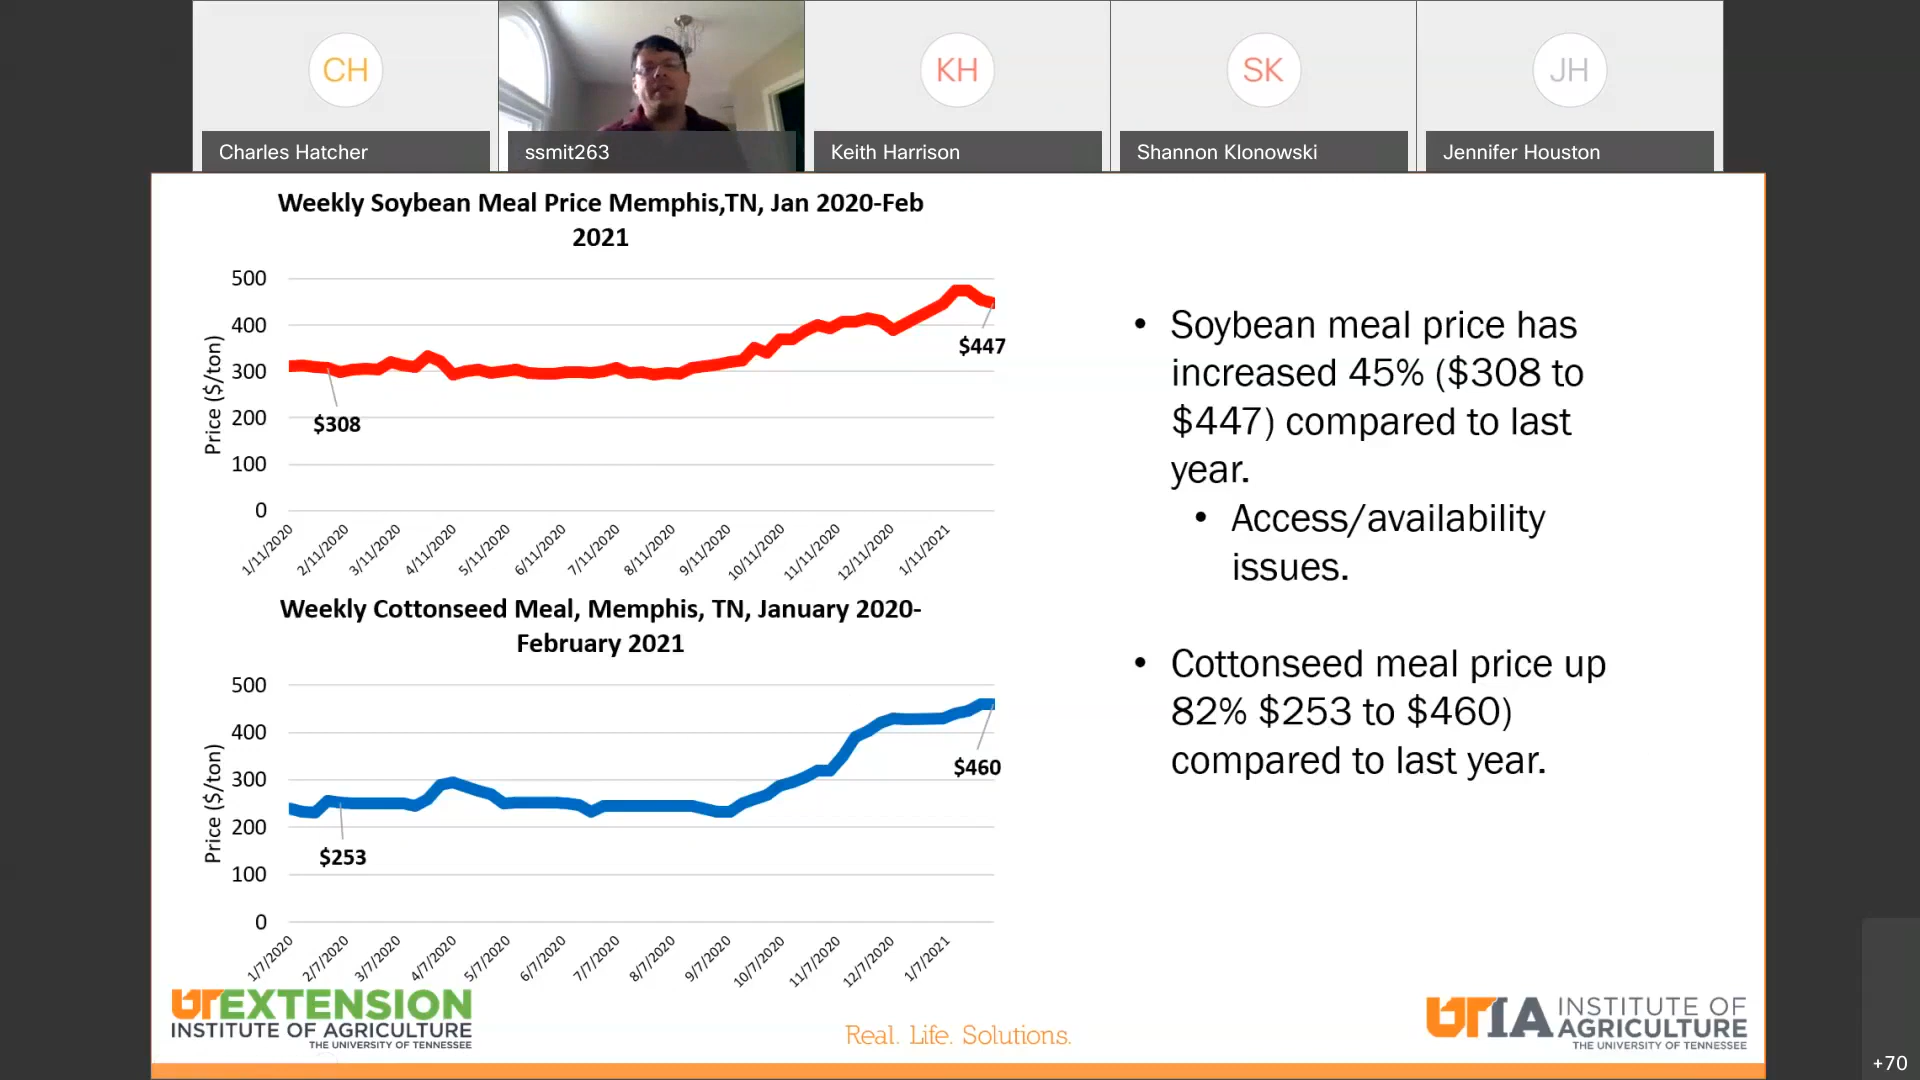 CH
KH
SK
JH
Charles Hatcher
ssmit263
Keith Harrison
Shannon Klonowski
Jennifer Houston
Weekly Soybean Meal Price Memphis,TN, Jan 2020-Feb
2021
Price ($/ton)
500
400
300
200
100
0
$308
$447
1/11/2020
2/11/2020
3/11/2020
4/11/2020
5/11/2020
6/11/2020
7/11/2020
8/11/2020
9/11/2020
10/11/2020
11/11/2020
12/11/2020
1/11/2021
Weekly Cottonseed Meal, Memphis, TN, January 2020-
February 2021
Price ($/ton)
500
400
300
200
100
0
$253
$460
1/7/2020
2/7/2020
3/7/2020
4/7/2020
5/7/2020
6/7/2020
7/7/2020
8/7/2020
9/7/2020
10/7/2020
11/7/2020
12/7/2020
1/7/2021
• Soybean meal price has
increased 45% ($308 to
$447) compared to last
year.
• Access/availability
issues.
• Cottonseed meal price up
82% $253 to $460)
compared to last year.
UT EXTENSION
INSTITUTE OF AGRICULTURE
THE UNIVERSITY OF TENNESSEE
Real. Life. Solutions.
UTIA INSTITUTE OF
AGRICULTURE
THE UNIVERSITY OF TENNESSEE
+70